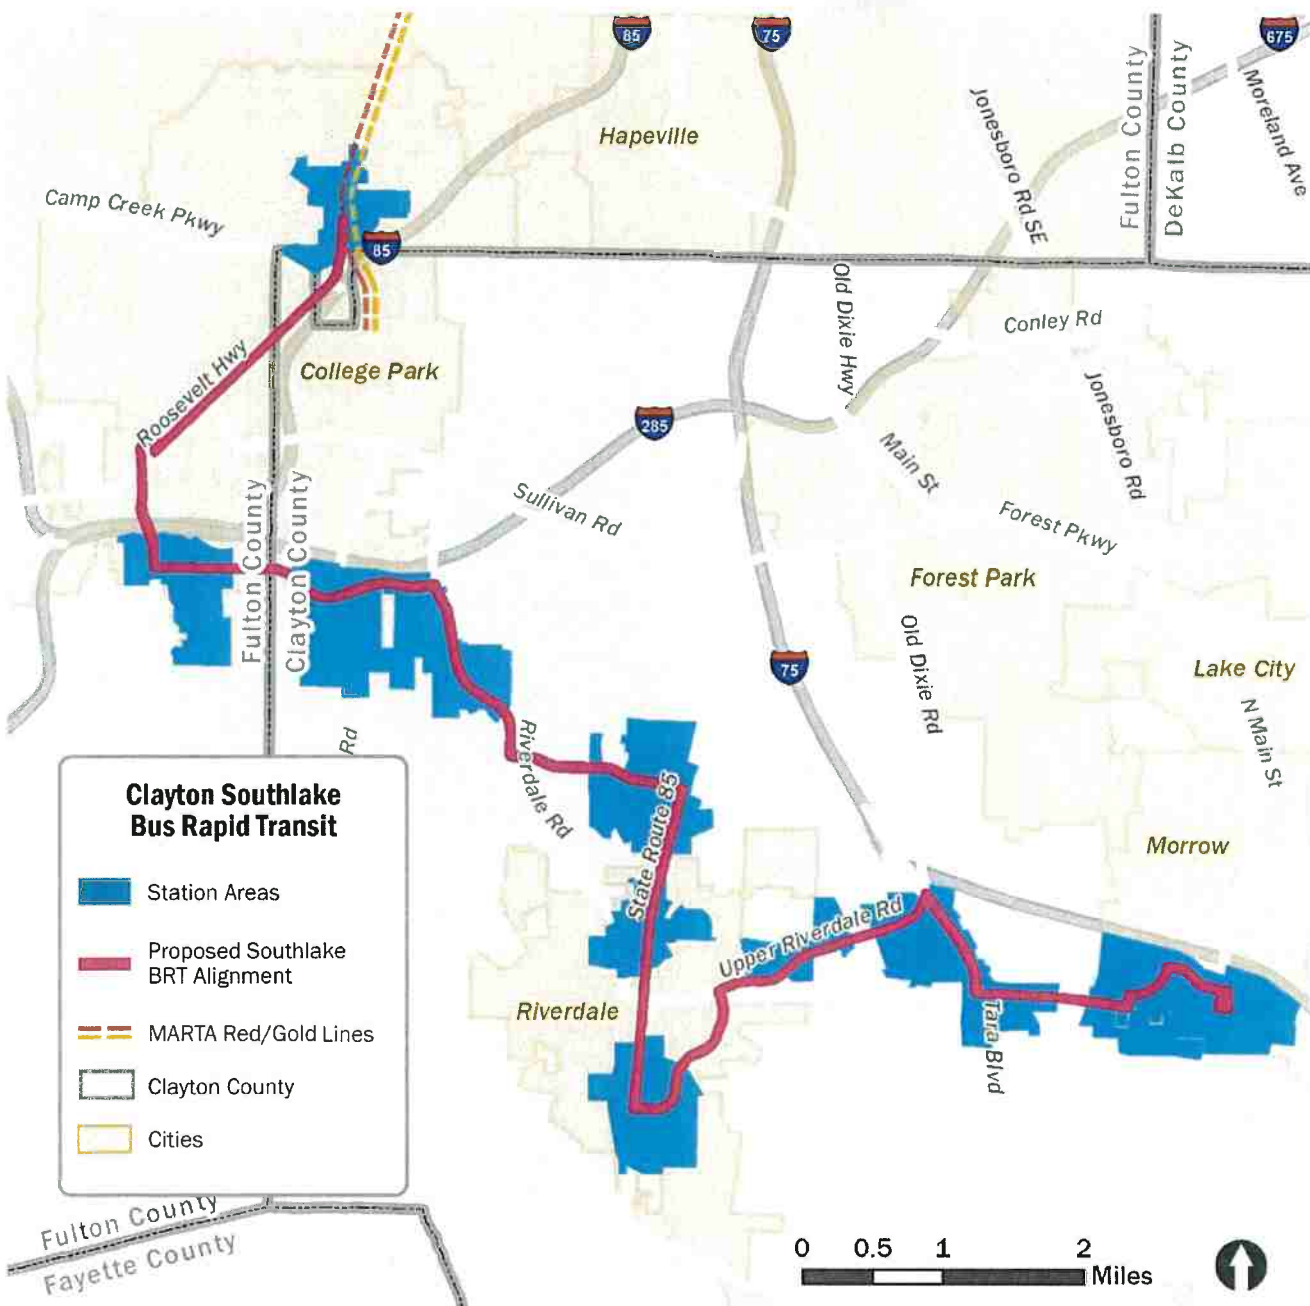 85
75
675
Fulton County
DeKalb County
Moreland Ave
Jonesboro Rd SE
Hapeville
Camp Creek Pkwy
85
Old Dixie Hwy
Conley Rd
Roosevelt Hwy
College Park
Jonesboro Rd
285
Main St
Sullivan Rd
Forest Pkwy
Fulton County
Clayton County
Forest Park
Old Dixie Rd
75
Lake City
N Main St
Rd
Riverdale Rd
State Route 85
Morrow
Upper Riverdale Rd
Riverdale
Tara Blvd
Clayton Southlake
Bus Rapid Transit
Station Areas
Proposed Southlake
BRT Alignment
MARTA Red/Gold Lines
Clayton County
Cities
Fulton County
Fayette County
0 0.5 1 2
Miles